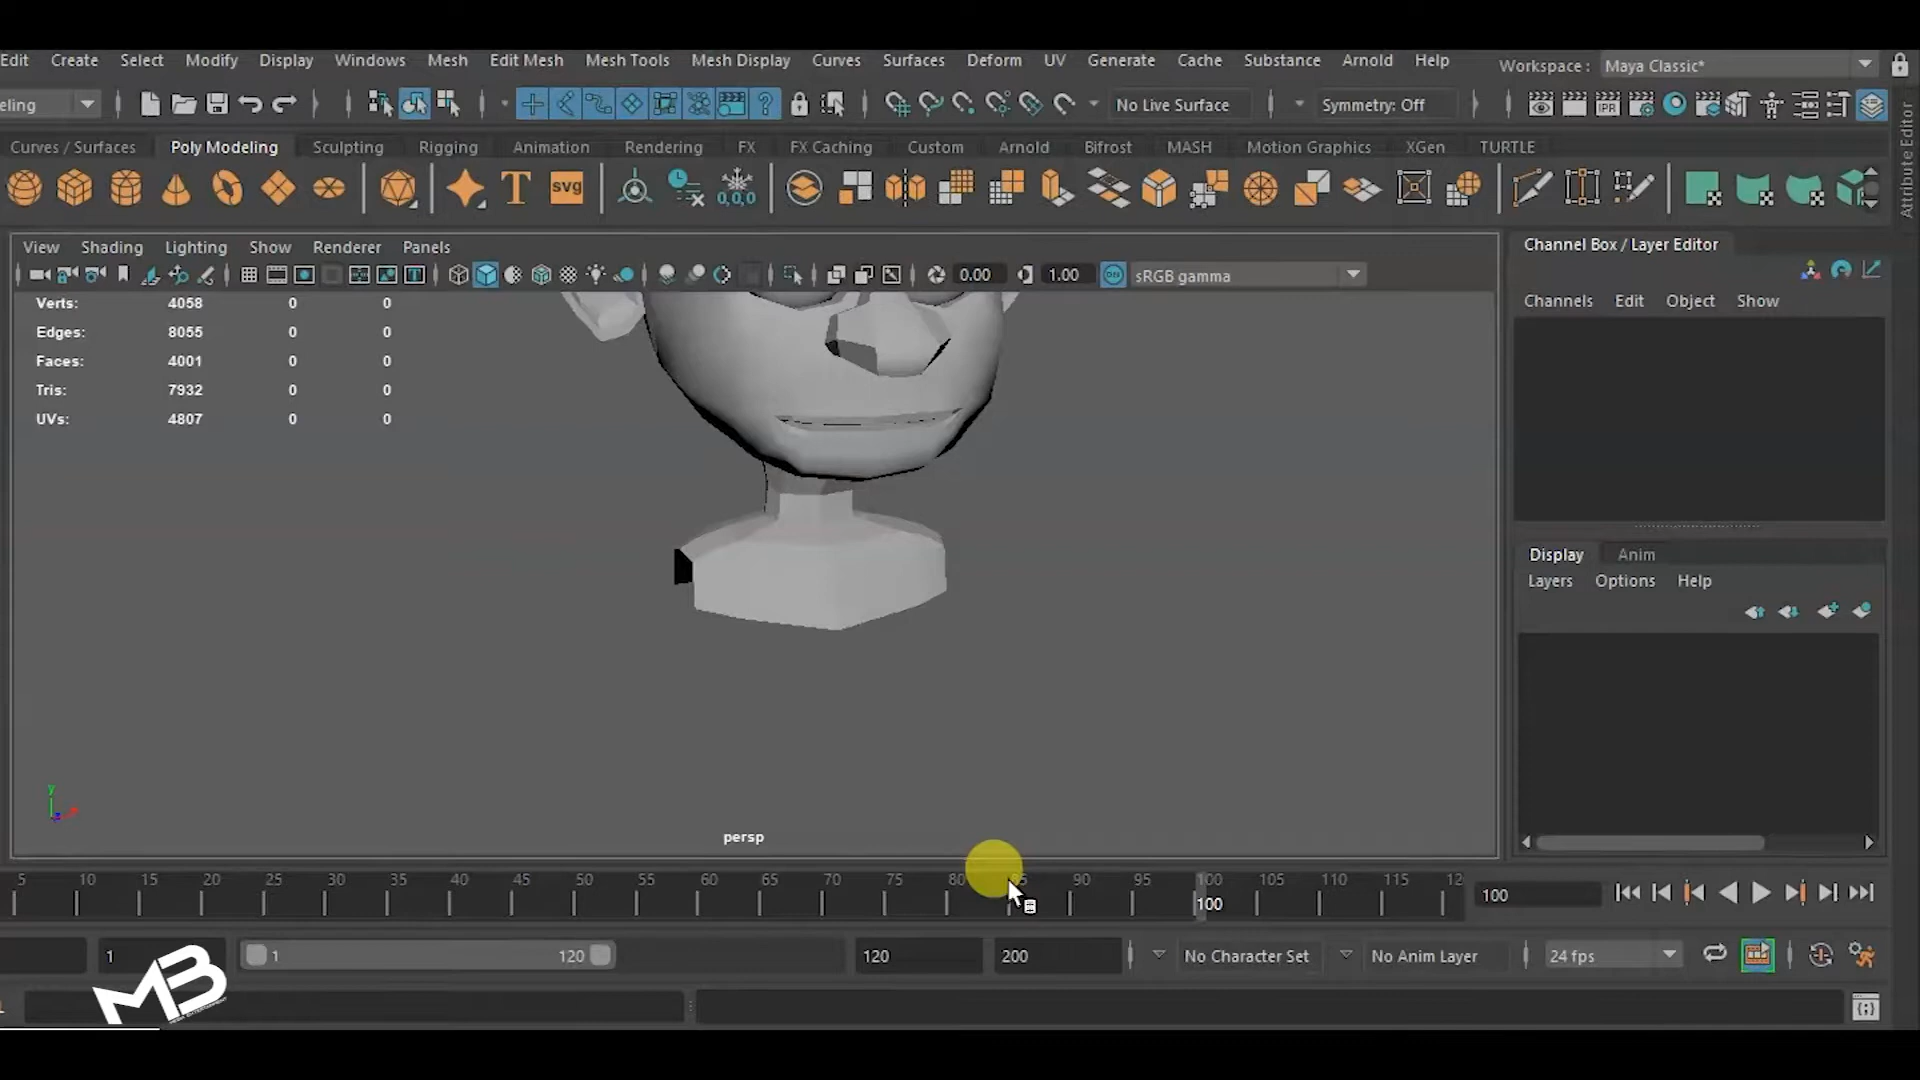 Edit Create Select Modify Display Windows Mesh Edit Mesh Mesh Tools Mesh Display Curves Surfaces Deform UV Generate Cache Substance Arnold Help Workspace : Maya Classic*
eling No Live Surface Symmetry: Off
Curves / Surfaces Poly Modeling Sculpting Rigging Animation Rendering FX FX Caching Custom Arnold Bifrost MASH Motion Graphics XGen TURTLE
T svg 0,0,0
Attribute Editor
View Shading Lighting Show Renderer Panels
0.00 1.00 ON sRGB gamma
Channel Box / Layer Editor
Channels Edit Object Show
Verts: 4058 0 0
Edges: 8055 0 0
Faces: 4001 0 0
Tris: 7932 0 0
UVs: 4807 0 0
Display Anim
Layers Options Help
y
persp
5 10 15 20 25 30 35 40 45 50 55 60 65 70 75 80 85 90 95 100 105 110 115 12
100
100
1 1 120 120 200 No Character Set No Anim Layer 24 fps
MB